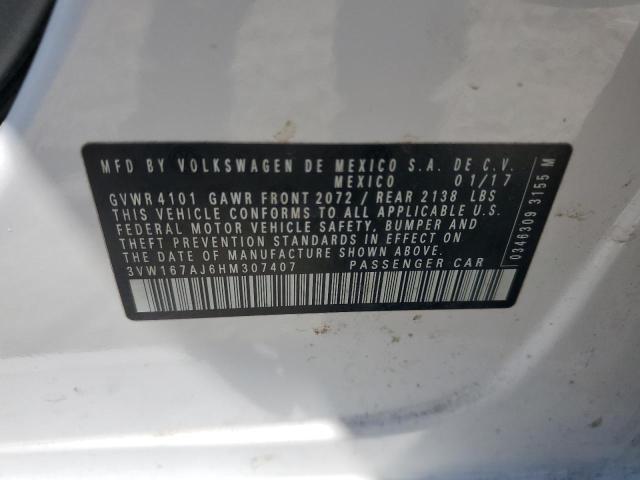 MFD BY VOLKSWAGEN DE MEXICO S.A. DE C.V.
MEXICO 01/17
GVWR 4101 GAWR FRONT 2072 / REAR 2138 LBS
THIS VEHICLE CONFORMS TO ALL APPLICABLE U.S.
FEDERAL MOTOR VEHICLE SAFETY, BUMPER AND
THEFT PREVENTION STANDARDS IN EFFECT ON
THE DATE OF MANUFACTURE SHOWN ABOVE.
3VW167AJ6HM307407 PASSENGER CAR
0346309 3155 M